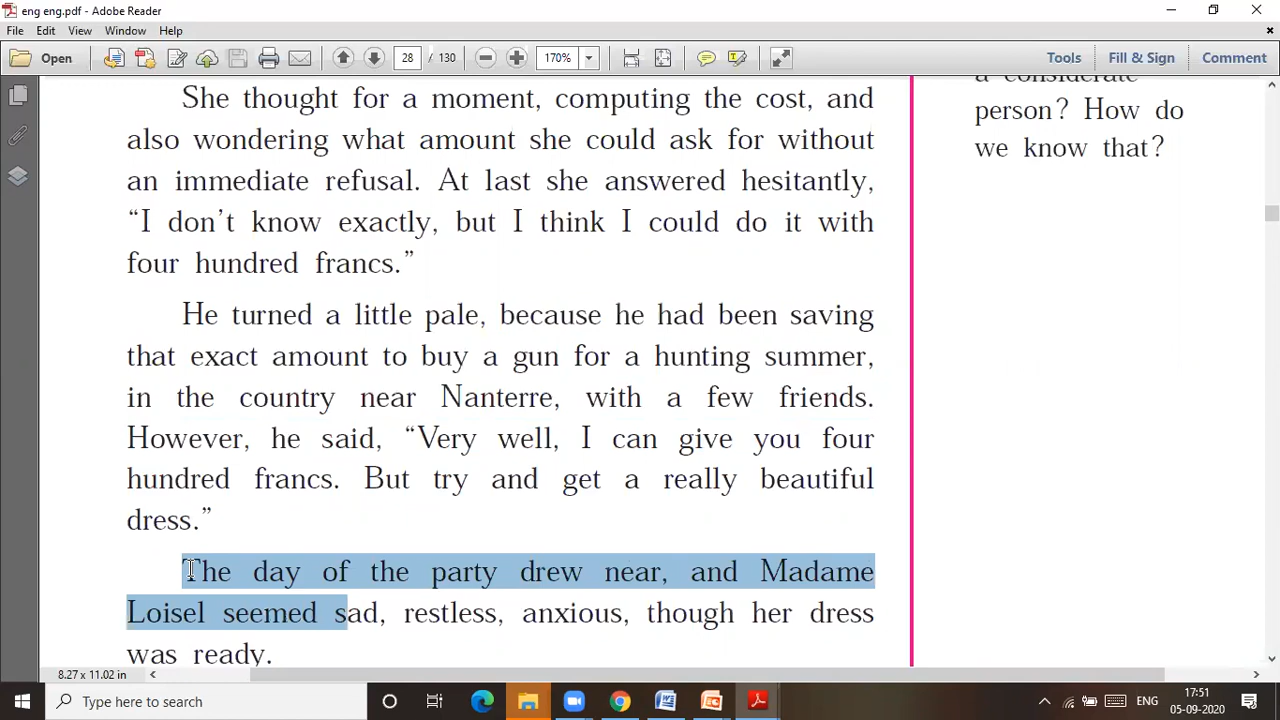 eng eng.pdf - Adobe Reader
File Edit View Window Help
Open 28 / 130 170% Tools Fill & Sign Comment
She thought for a moment, computing the cost, and
also wondering what amount she could ask for without
an immediate refusal. At last she answered hesitantly,
“I don’t know exactly, but I think I could do it with
four hundred francs.”
He turned a little pale, because he had been saving
that exact amount to buy a gun for a hunting summer,
in the country near Nanterre, with a few friends.
However, he said, “Very well, I can give you four
hundred francs. But try and get a really beautiful
dress.”
The day of the party drew near, and Madame
Loisel seemed sad, restless, anxious, though her dress
was ready.
a considerate
person? How do
we know that?
8.27 x 11.02 in
Type here to search
ENG
17:51
05-09-2020